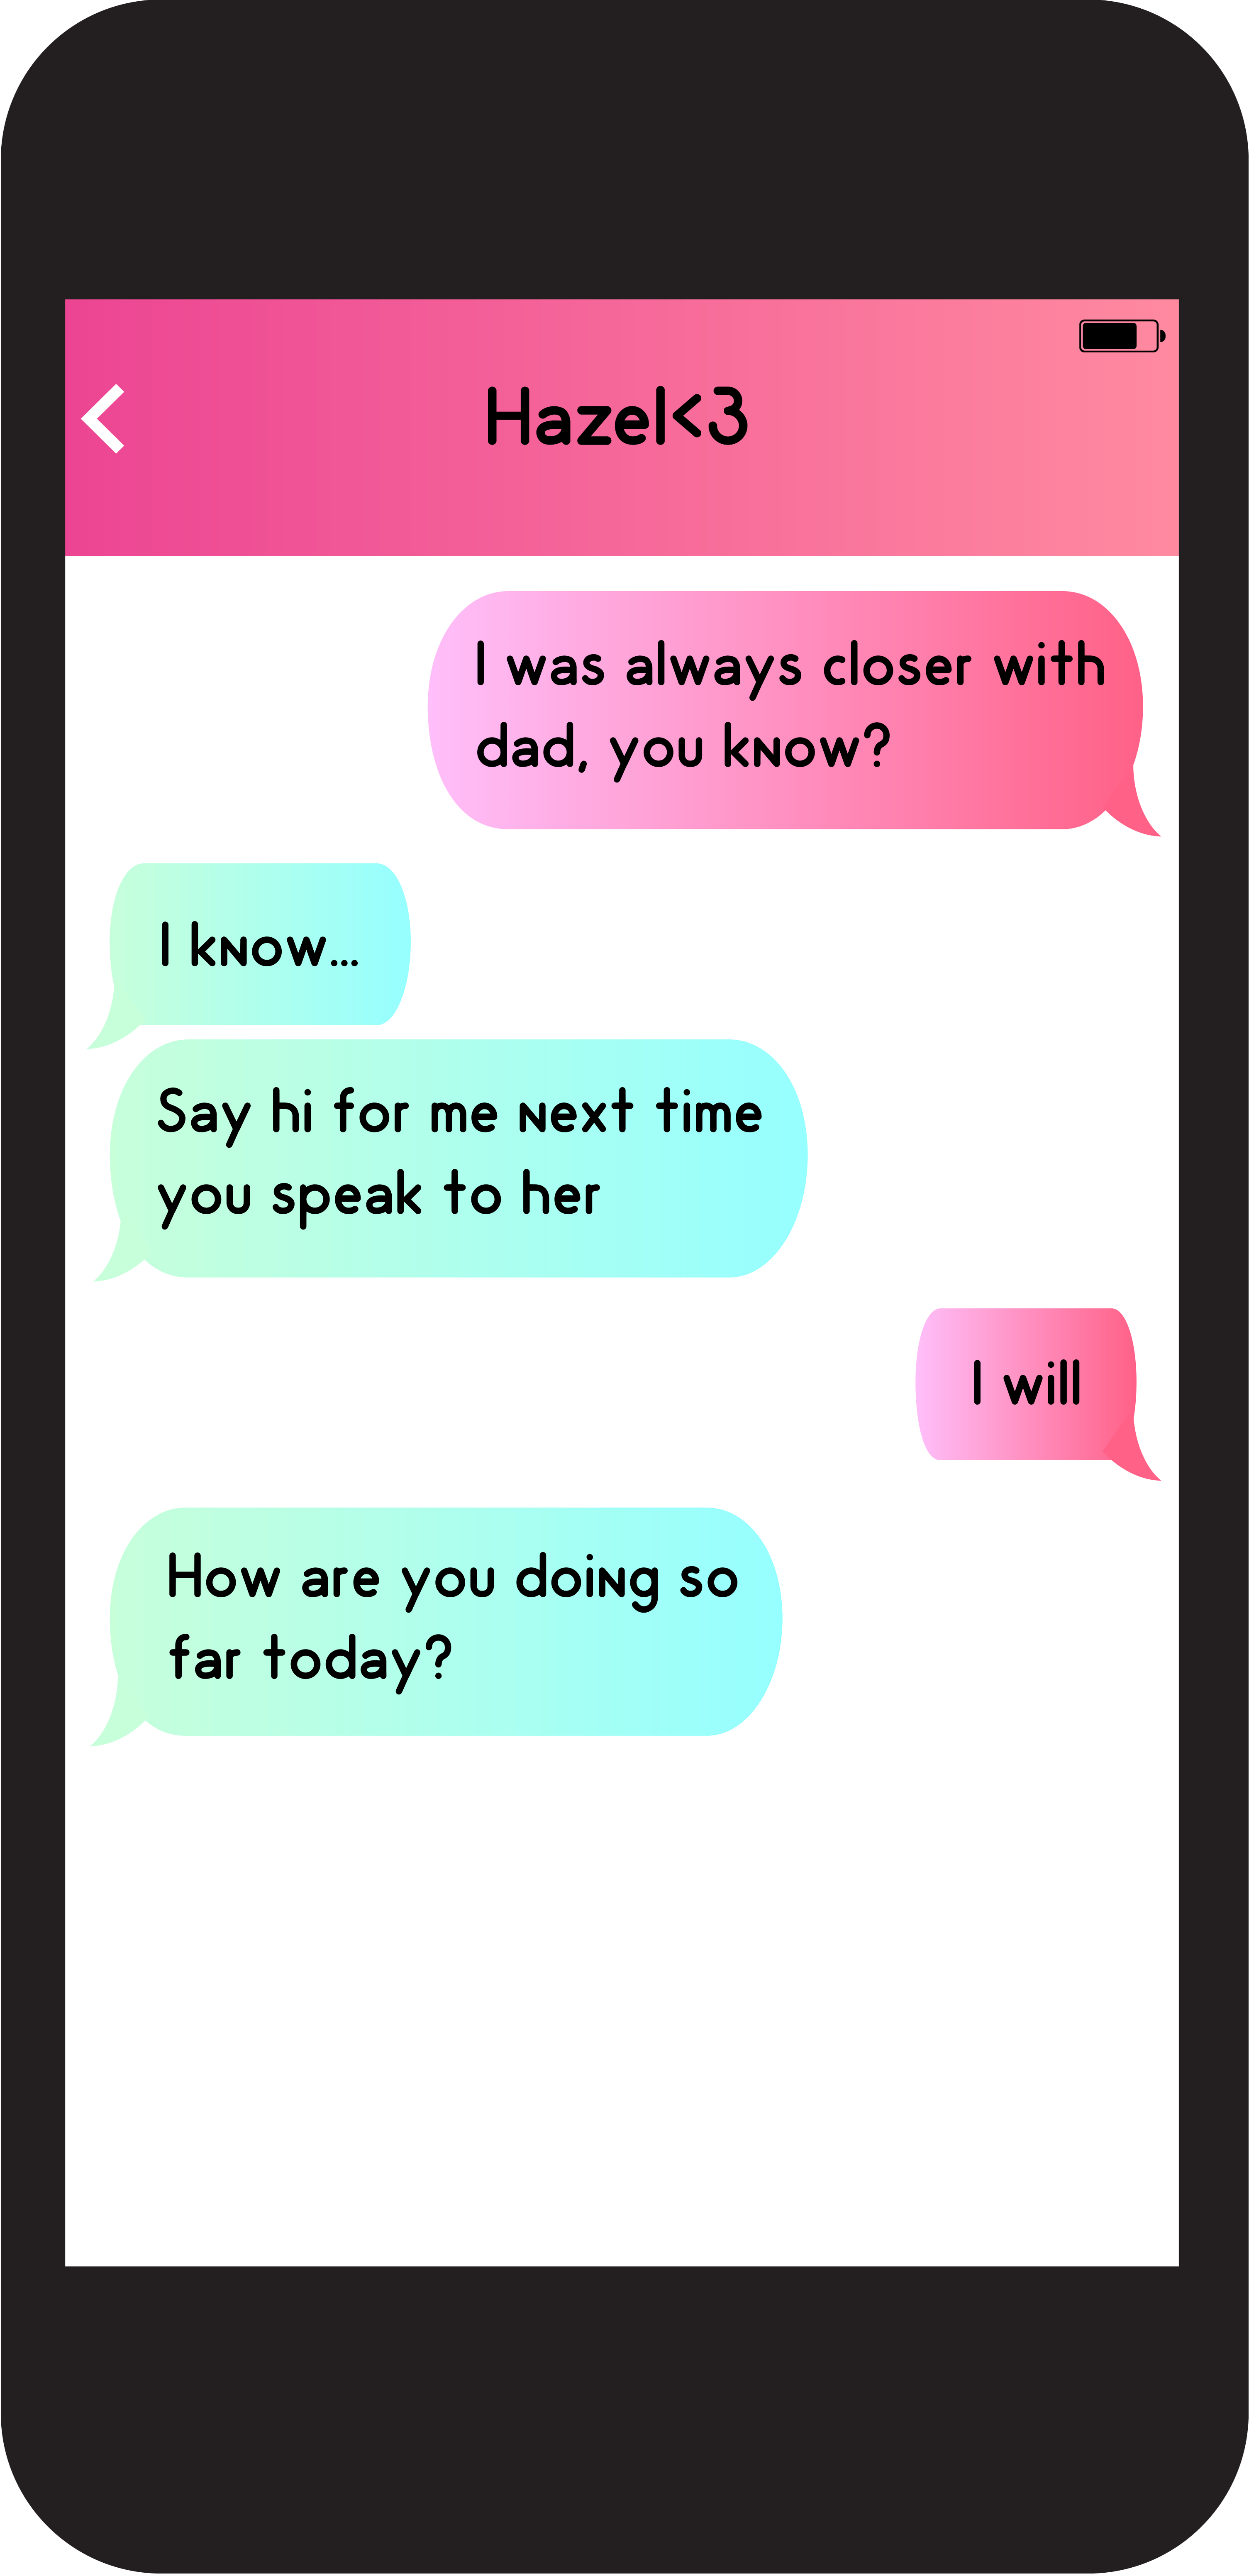 Hazel<3
I was always closer with
dad, you know?
I know...
Say hi for me next time
you speak to her
I will
How are you doing so
far today?